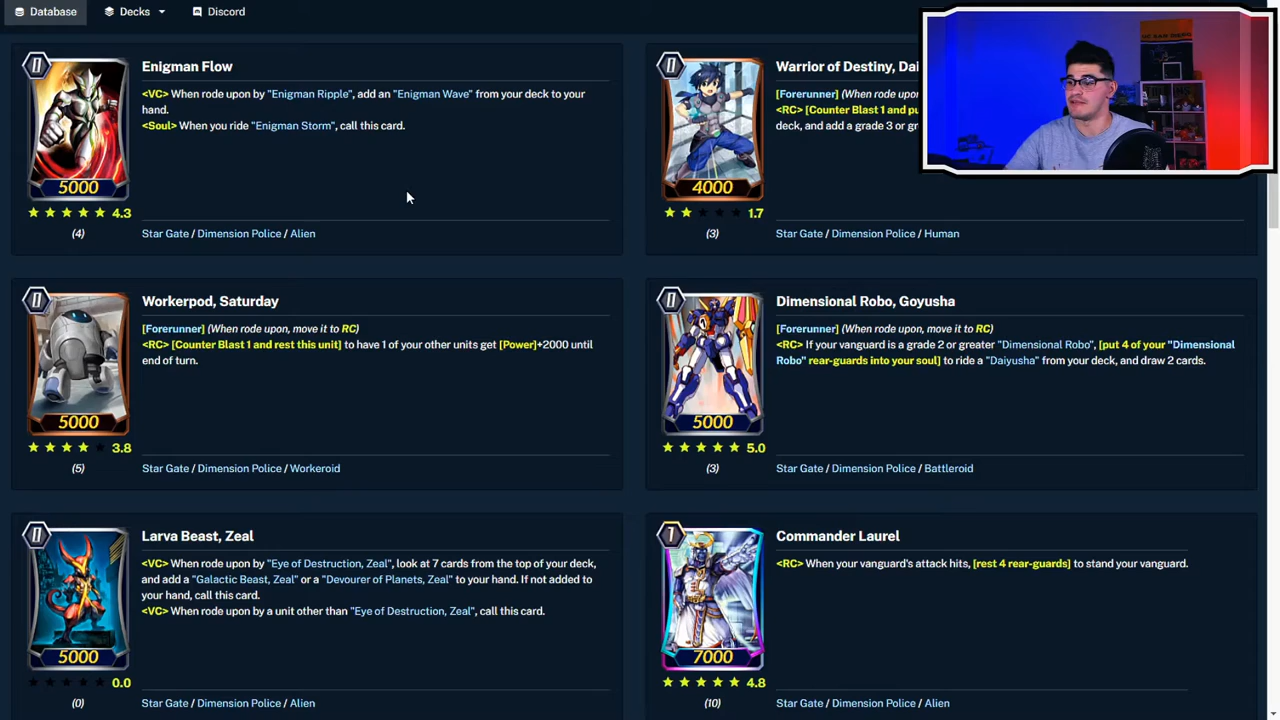 Database
Decks
Discord
0
Enigman Flow
<VC> When rode upon by "Enigman Ripple", add an "Enigman Wave" from your deck to your
hand.
<Soul> When you ride "Enigman Storm", call this card.
5000
4.3
(4)
Star Gate / Dimension Police / Alien
0
Warrior of Destiny, Dai
[Forerunner] (When rode upon
<RC> [Counter Blast 1 and pu
deck, and add a grade 3 or gr
4000
1.7
(3)
Star Gate / Dimension Police / Human
0
Workerpod, Saturday
[Forerunner] (When rode upon, move it to RC)
<RC> [Counter Blast 1 and rest this unit] to have 1 of your other units get [Power]+2000 until
end of turn.
5000
3.8
(5)
Star Gate / Dimension Police / Workeroid
0
Dimensional Robo, Goyusha
[Forerunner] (When rode upon, move it to RC)
<RC> If your vanguard is a grade 2 or greater "Dimensional Robo", [put 4 of your "Dimensional
Robo" rear-guards into your soul] to ride a "Daiyusha" from your deck, and draw 2 cards.
5000
5.0
(3)
Star Gate / Dimension Police / Battleroid
0
Larva Beast, Zeal
<VC> When rode upon by "Eye of Destruction, Zeal", look at 7 cards from the top of your deck,
and add a "Galactic Beast, Zeal" or a "Devourer of Planets, Zeal" to your hand. If not added to
your hand, call this card.
<VC> When rode upon by a unit other than "Eye of Destruction, Zeal", call this card.
5000
0.0
(0)
Star Gate / Dimension Police / Alien
1
Commander Laurel
<RC> When your vanguard's attack hits, [rest 4 rear-guards] to stand your vanguard.
7000
4.8
(10)
Star Gate / Dimension Police / Alien